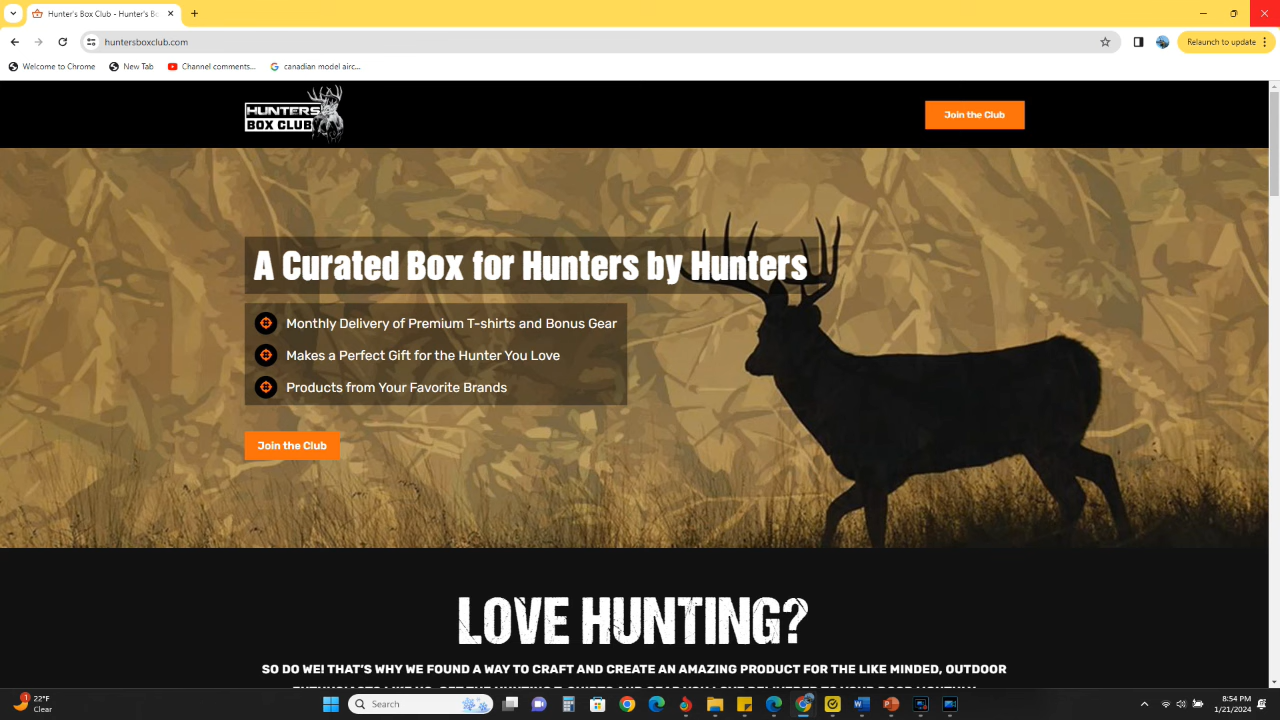 Hunter's Box Club - Hunter's Bo
huntersboxclub.com
Relaunch to update
Welcome to Chrome
New Tab
Channel comments...
canadian model airc...
HUNTERS
BOX CLUB
Join the Club
A Curated Box for Hunters by Hunters
Monthly Delivery of Premium T-shirts and Bonus Gear
Makes a Perfect Gift for the Hunter You Love
Products from Your Favorite Brands
Join the Club
LOVE HUNTING?
SO DO WE! THAT'S WHY WE FOUND A WAY TO CRAFT AND CREATE AN AMAZING PRODUCT FOR THE LIKE MINDED, OUTDOOR
1
22°F
Clear
Search
8:54 PM
1/21/2024